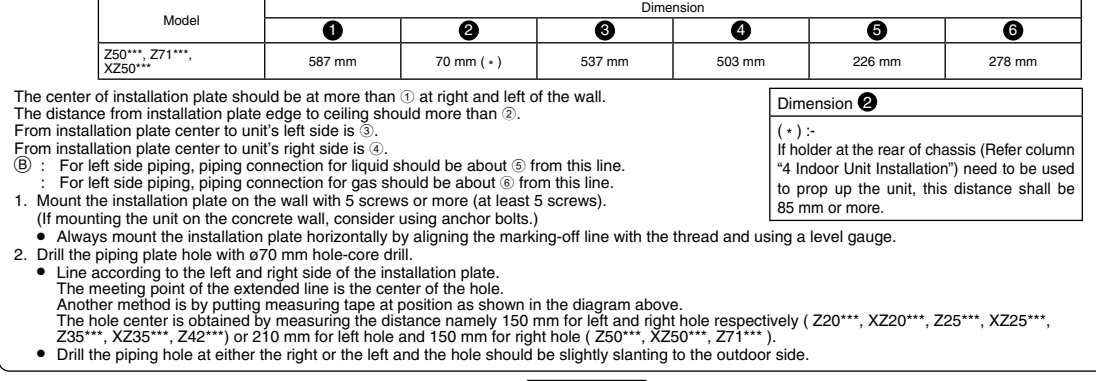 Model
Dimension
❶ ❷ ❸ ❹ ❺ ❻
Z50***, Z71***,
XZ50***
587 mm 70 mm ( * ) 537 mm 503 mm 226 mm 278 mm
The center of installation plate should be at more than ① at right and left of the wall.
The distance from installation plate edge to ceiling should more than ②.
From installation plate center to unit's left side is ③.
From installation plate center to unit's right side is ④.
Ⓑ : For left side piping, piping connection for liquid should be about ⑤ from this line.
: For left side piping, piping connection for gas should be about ⑥ from this line.
Dimension ❷
( * ) :-
If holder at the rear of chassis (Refer column
"4 Indoor Unit Installation") need to be used
to prop up the unit, this distance shall be
85 mm or more.
1. Mount the installation plate on the wall with 5 screws or more (at least 5 screws).
(If mounting the unit on the concrete wall, consider using anchor bolts.)
● Always mount the installation plate horizontally by aligning the marking-off line with the thread and using a level gauge.
2. Drill the piping plate hole with ø70 mm hole-core drill.
● Line according to the left and right side of the installation plate.
The meeting point of the extended line is the center of the hole.
Another method is by putting measuring tape at position as shown in the diagram above.
The hole center is obtained by measuring the distance namely 150 mm for left and right hole respectively ( Z20***, XZ20***, Z25***, XZ25***,
Z35***, XZ35***, Z42***) or 210 mm for left hole and 150 mm for right hole ( Z50***, XZ50***, Z71*** ).
● Drill the piping hole at either the right or the left and the hole should be slightly slanting to the outdoor side.